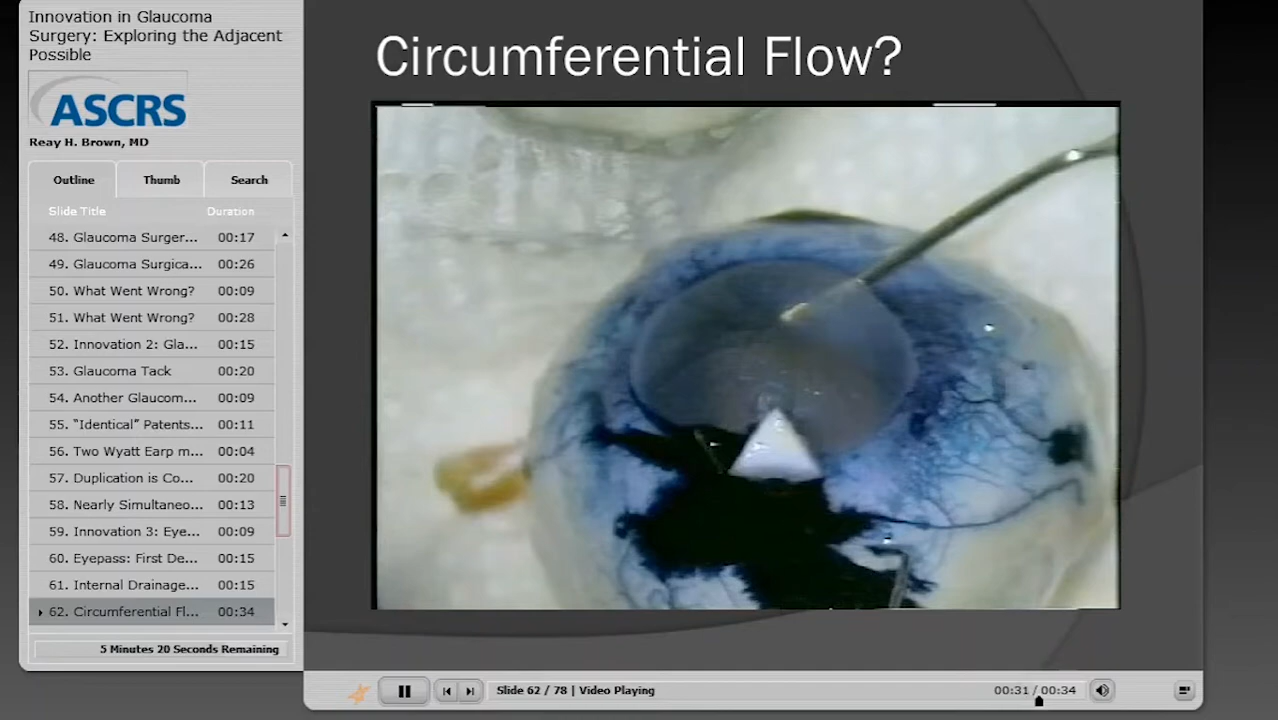 Innovation in Glaucoma
Surgery: Exploring the Adjacent
Possible
ASCRS
Reay H. Brown, MD
Outline Thumb Search
Slide Title Duration
48. Glaucoma Surger... 00:17
49. Glaucoma Surgica... 00:26
50. What Went Wrong? 00:09
51. What Went Wrong? 00:28
52. Innovation 2: Gla... 00:15
53. Glaucoma Tack 00:20
54. Another Glaucom... 00:09
55. “Identical” Patents... 00:11
56. Two Wyatt Earp m... 00:04
57. Duplication is Co... 00:20
58. Nearly Simultaneo... 00:13
59. Innovation 3: Eye... 00:09
60. Eyepass: First De... 00:15
61. Internal Drainage... 00:15
62. Circumferential Fl... 00:34
5 Minutes 20 Seconds Remaining
Circumferential Flow?
Slide 62 / 78 | Video Playing
00:31 / 00:34